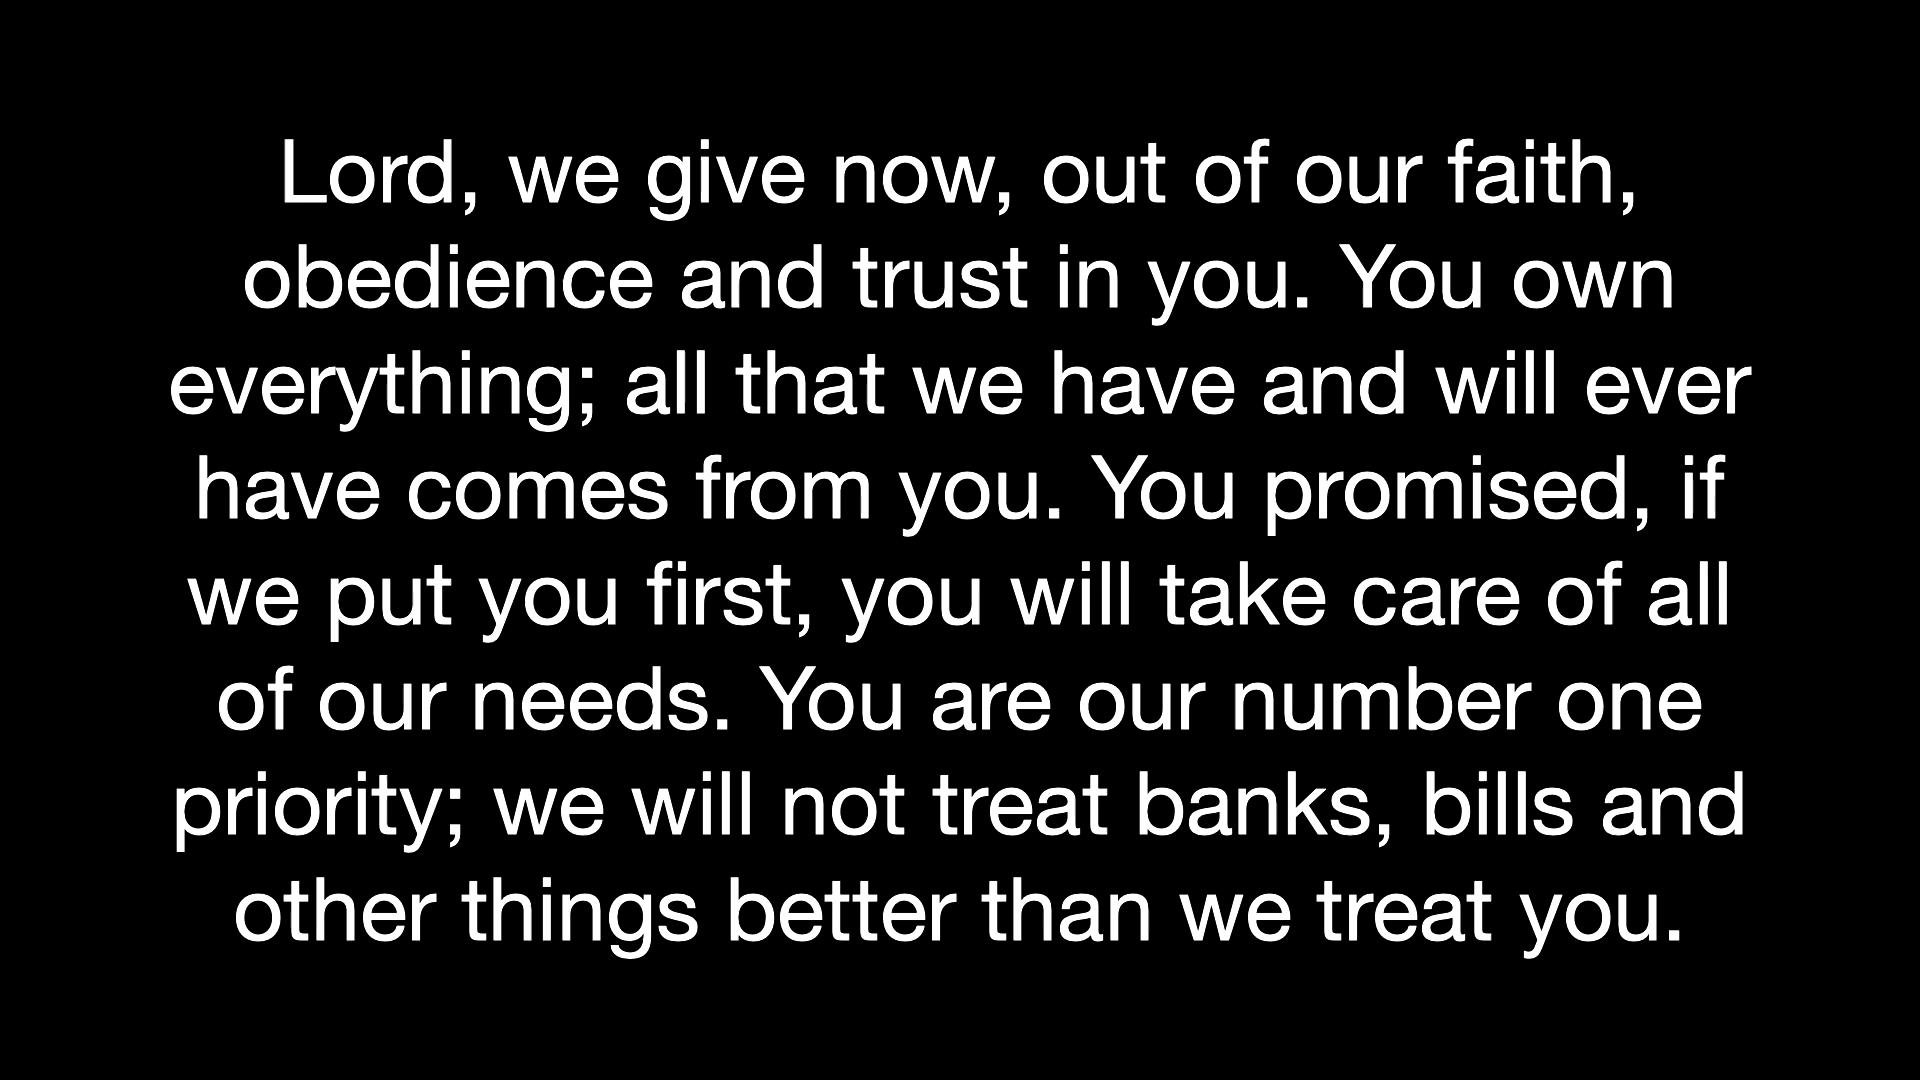 Lord, we give now, out of our faith,
obedience and trust in you. You own
everything; all that we have and will ever
have comes from you. You promised, if
we put you first, you will take care of all
of our needs. You are our number one
priority; we will not treat banks, bills and
other things better than we treat you.